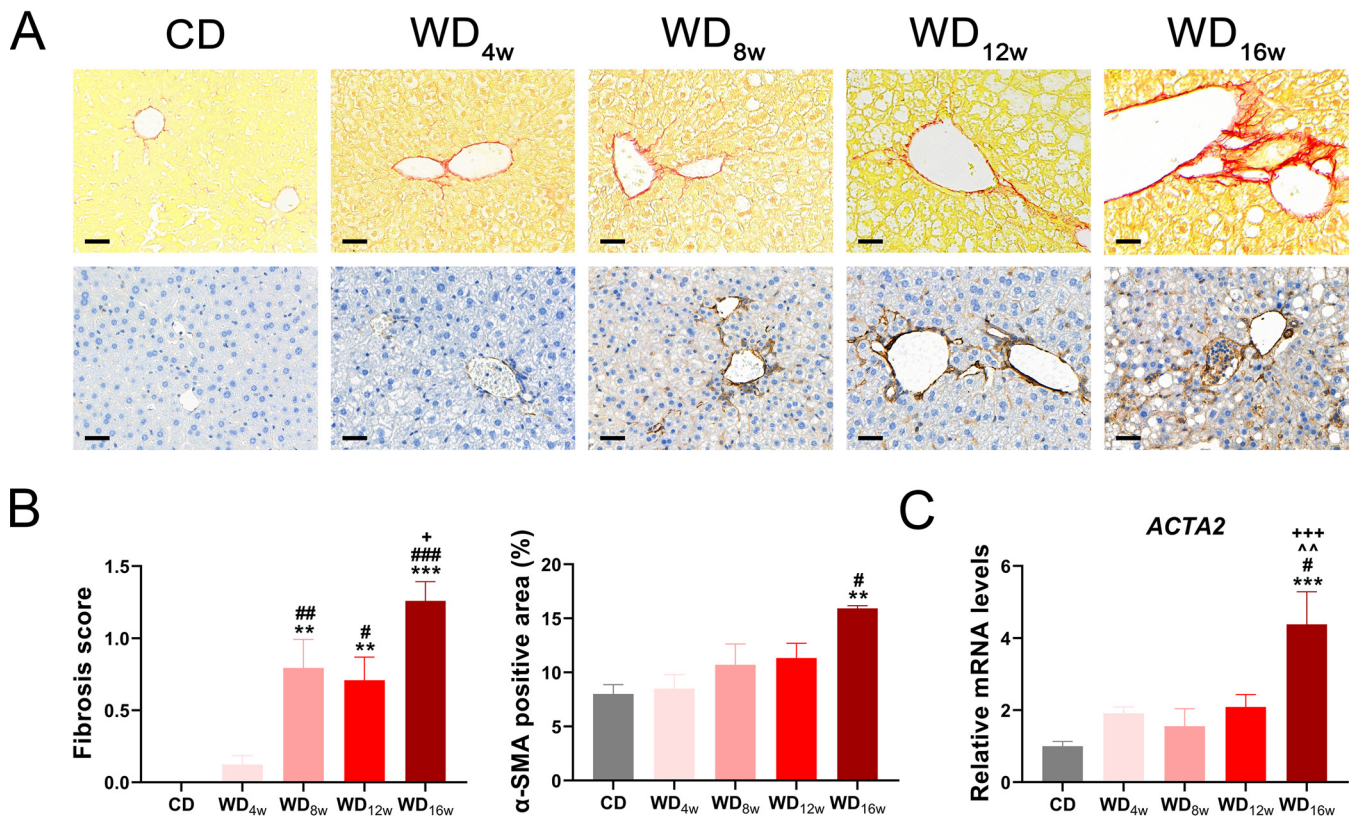 A
CD
WD4w
WD8w
WD12w
WD16w
B
Fibrosis score
1.5
1.0
0.5
0.0
##
**
#
**
+
###
***
CD
WD4w
WD8w
WD12w
WD16w
α-SMA positive area (%)
20
15
10
5
0
#
**
CD
WD4w
WD8w
WD12w
WD16w
C
ACTA2
Relative mRNA levels
6
4
2
0
+++
^^
#
***
CD
WD4w
WD8w
WD12w
WD16w